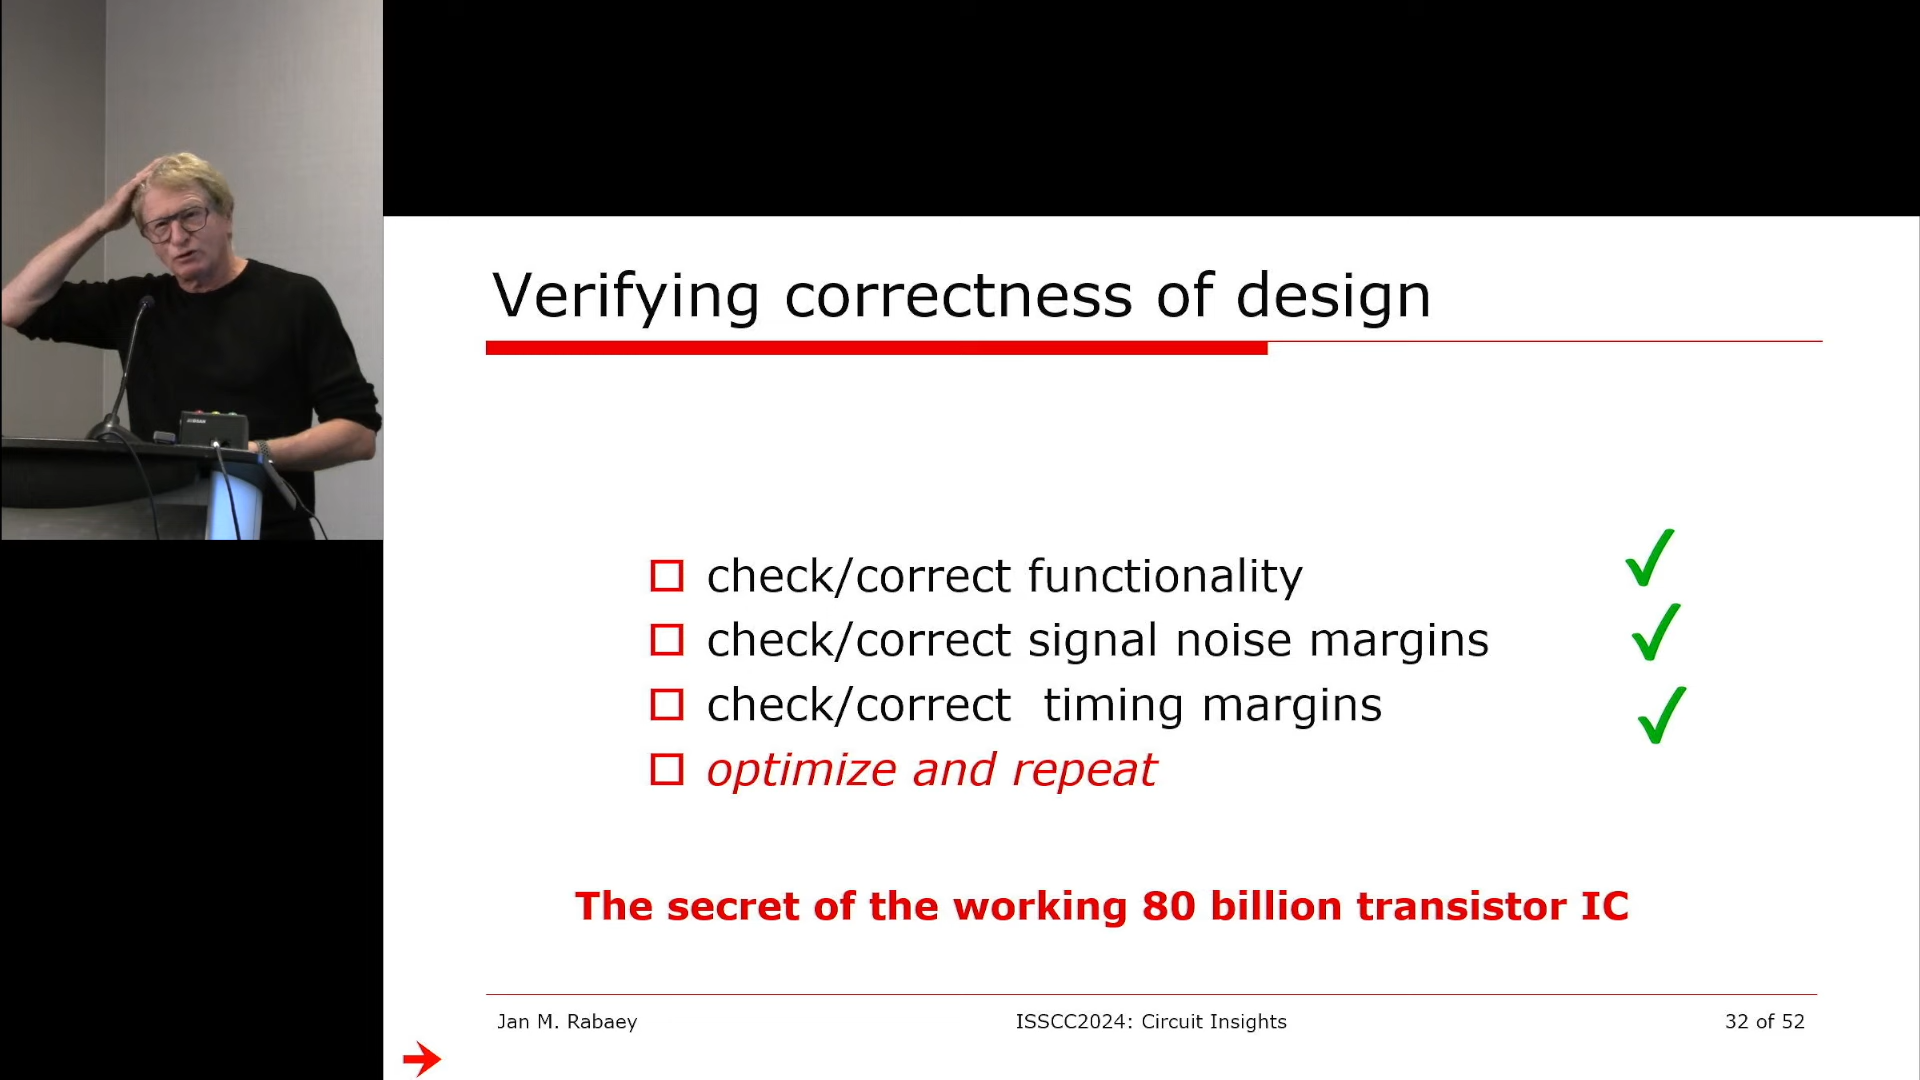 Verifying correctness of design
check/correct functionality
check/correct signal noise margins
check/correct timing margins
optimize and repeat
The secret of the working 80 billion transistor IC
Jan M. Rabaey
ISSCC2024: Circuit Insights
32 of 52